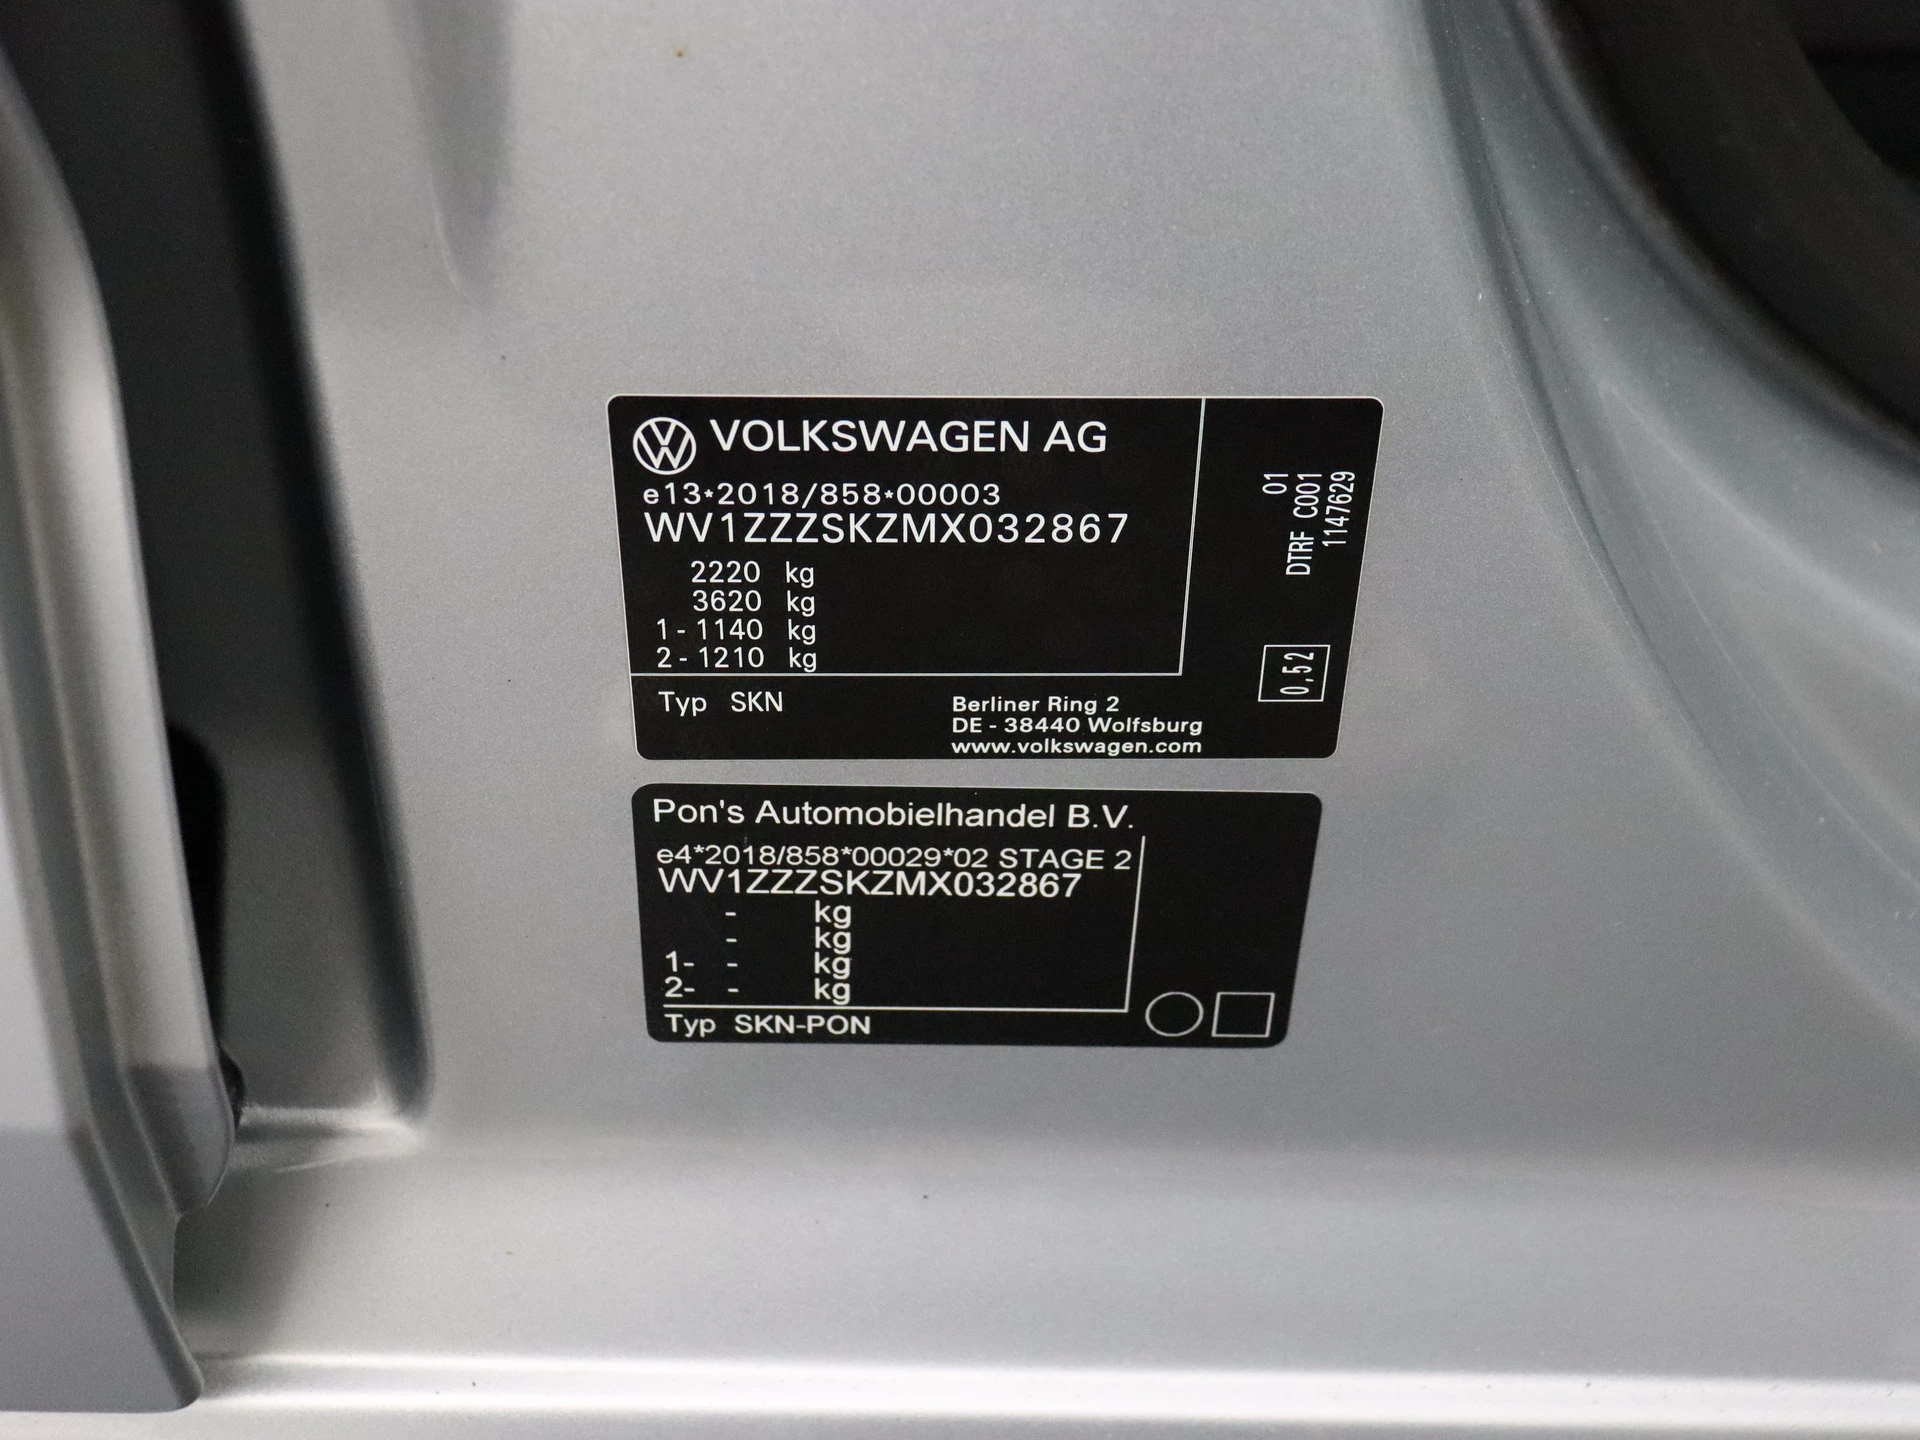 VOLKSWAGEN AG
e13*2018/858*00003
WV1ZZZSKZMX032867
2220 kg
3620 kg
1 - 1140 kg
2 - 1210 kg
Typ SKN
Berliner Ring 2
DE - 38440 Wolfsburg
www.volkswagen.com
01
DTRF C001
1147629
0,52
Pon's Automobielhandel B.V.
e4*2018/858*00029*02 STAGE 2
WV1ZZZSKZMX032867
- kg
- kg
1- - kg
2- - kg
Typ SKN-PON